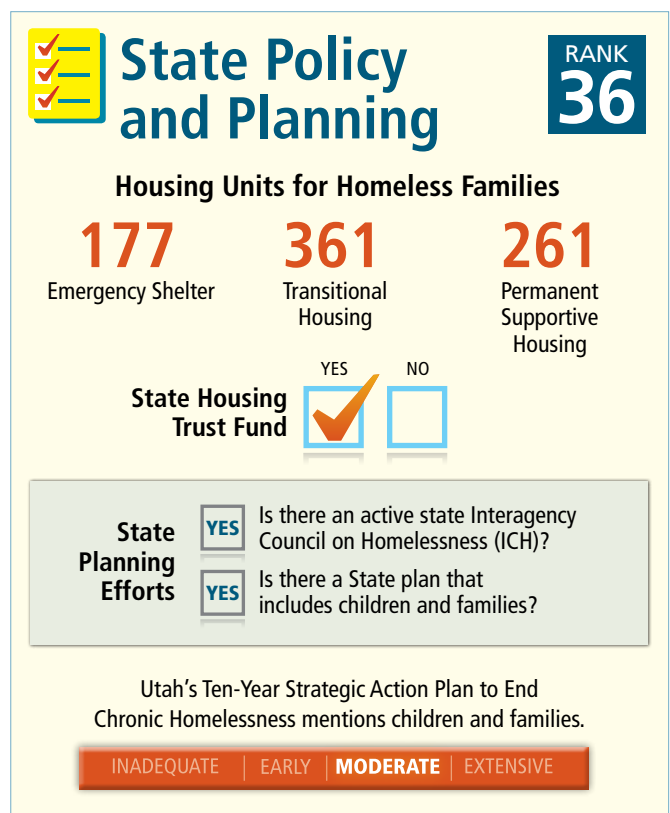 State Policy
and Planning
RANK
36
Housing Units for Homeless Families
177
Emergency Shelter
361
Transitional
Housing
261
Permanent
Supportive
Housing
YES
NO
State Housing
Trust Fund
State
Planning
Efforts
YES
Is there an active state Interagency
Council on Homelessness (ICH)?
YES
Is there a State plan that
includes children and families?
Utah’s Ten-Year Strategic Action Plan to End
Chronic Homelessness mentions children and families.
INADEQUATE | EARLY | MODERATE | EXTENSIVE